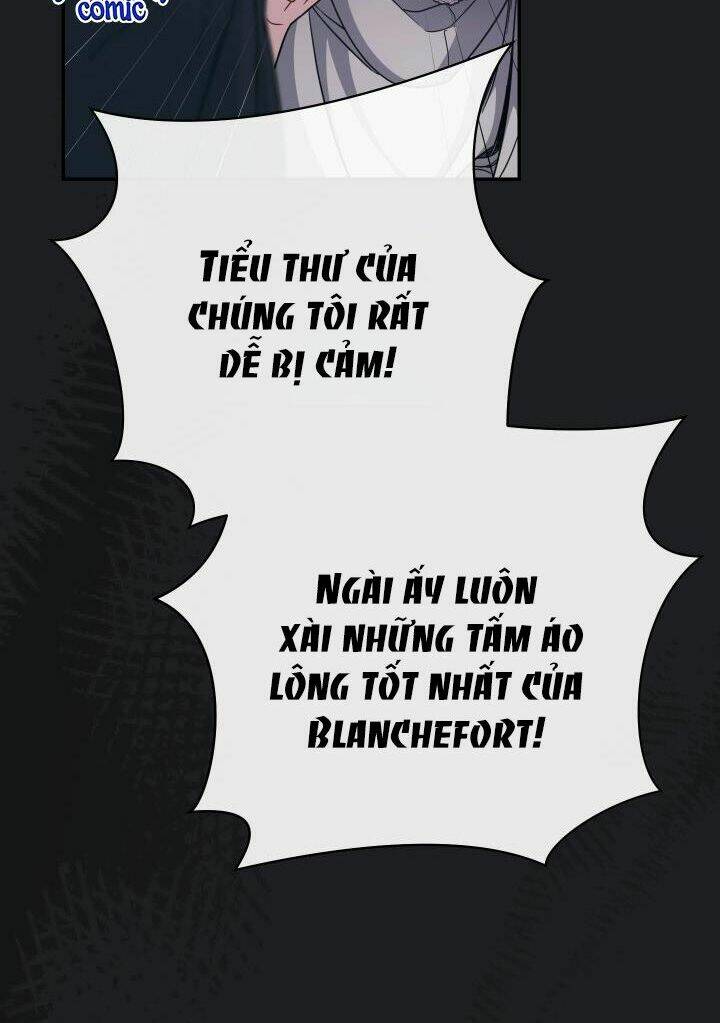 comic
TIỂU THƯ CỦA
CHÚNG TÔI RẤT
DỄ BỊ CẢM!
NGÀI ẤY LUÔN
XÀI NHỮNG TẤM ÁO
LÔNG TỐT NHẤT CỦA
BLANCHEFORT!